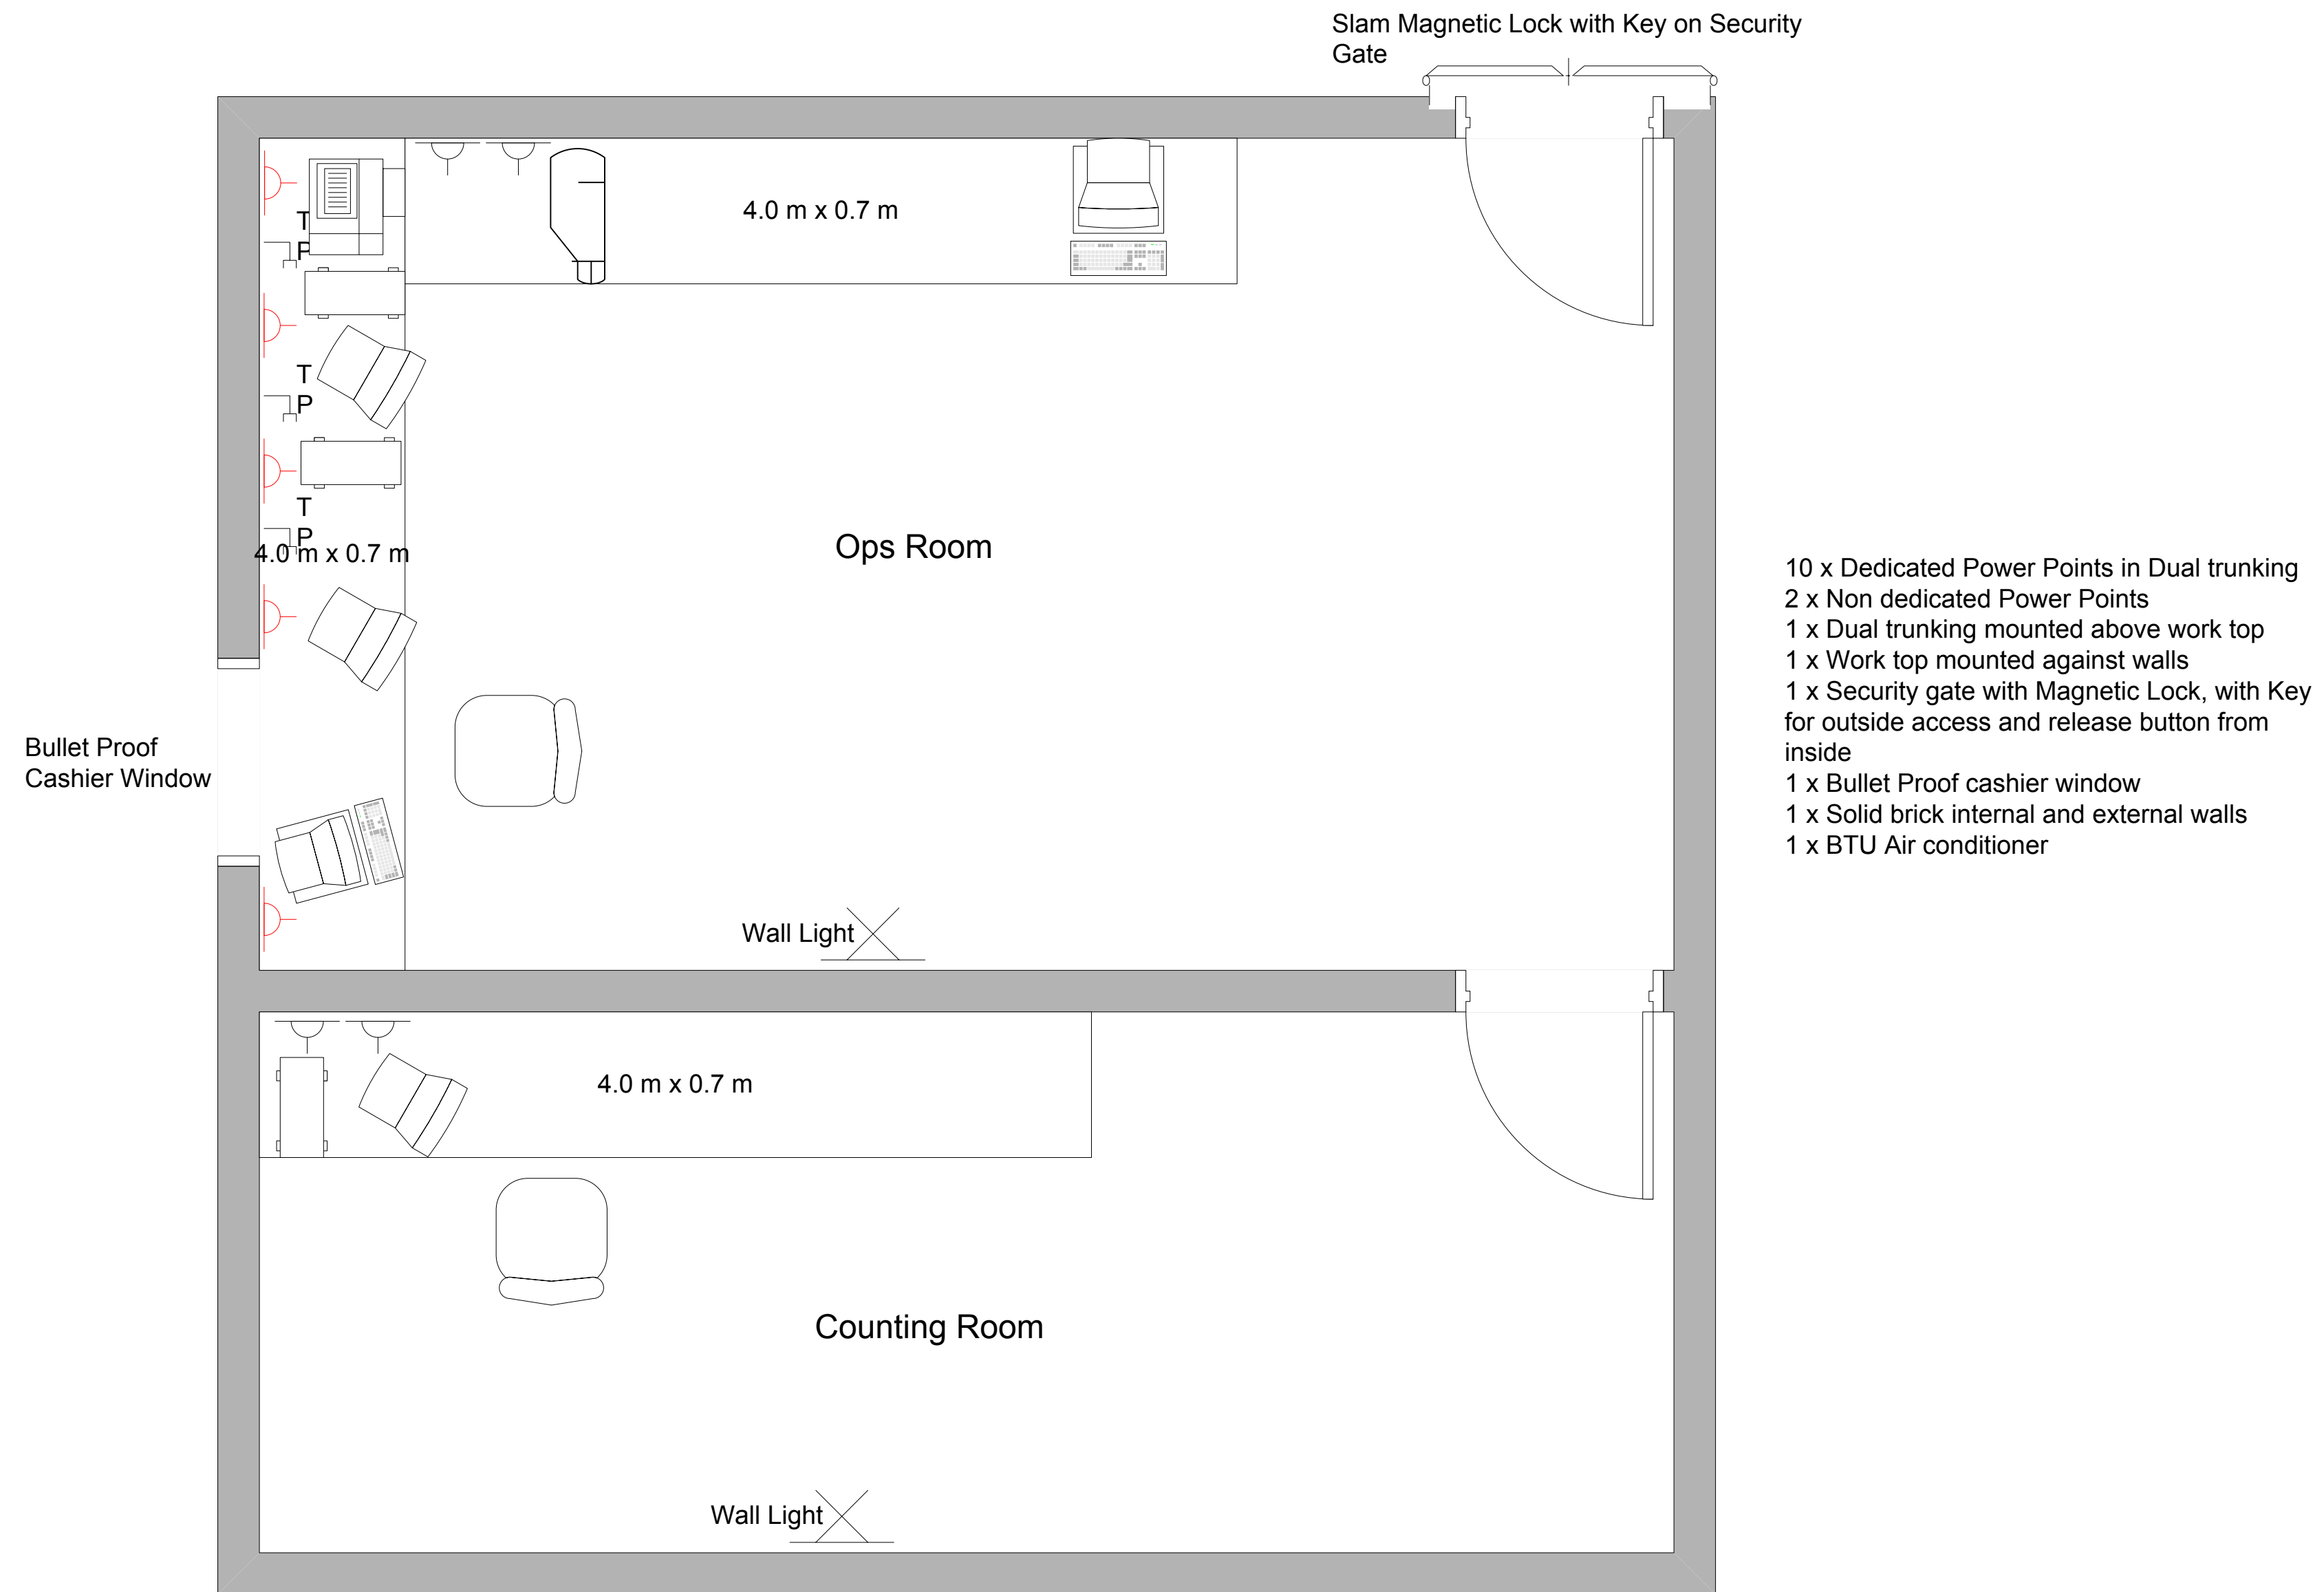 Slam Magnetic Lock with Key on Security
Gate
4.0 m x 0.7 m
T
P
T
P
T
P
4.0 m x 0.7 m
Ops Room
10 x Dedicated Power Points in Dual trunking
2 x Non dedicated Power Points
1 x Dual trunking mounted above work top
1 x Work top mounted against walls
1 x Security gate with Magnetic Lock, with Key
for outside access and release button from
inside
1 x Bullet Proof cashier window
1 x Solid brick internal and external walls
1 x BTU Air conditioner
Bullet Proof
Cashier Window
Wall Light
4.0 m x 0.7 m
Counting Room
Wall Light